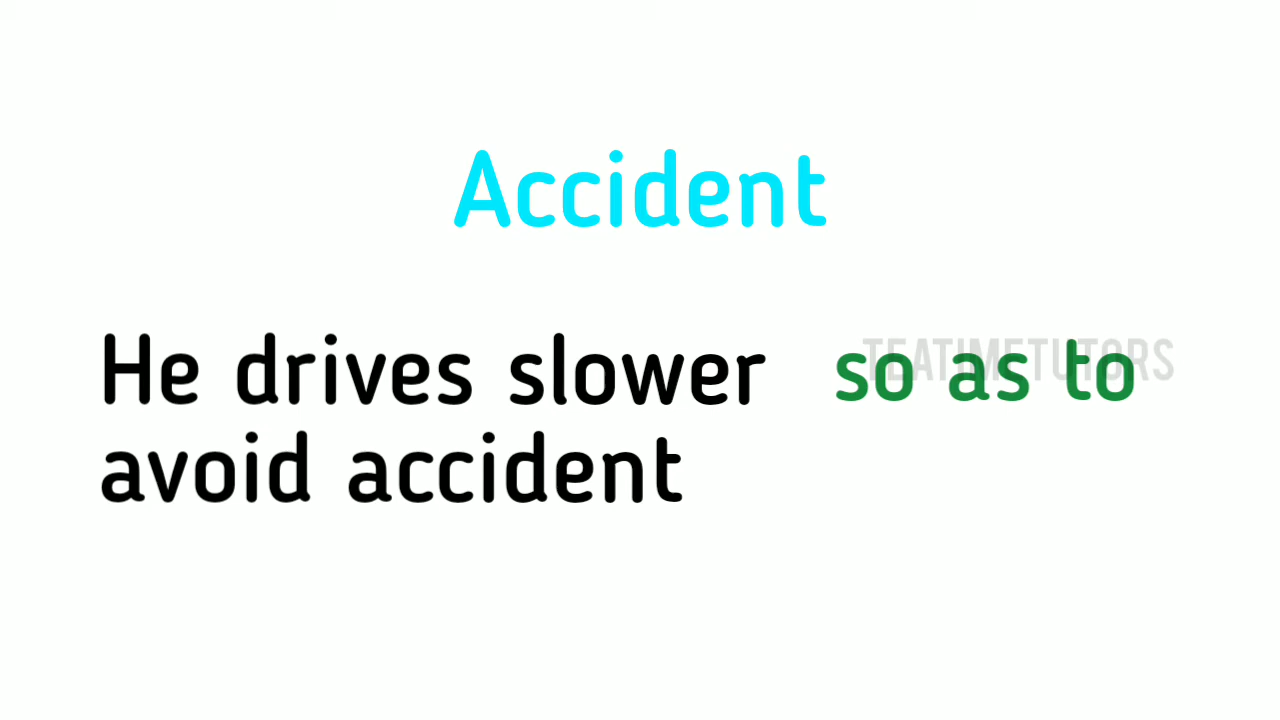 Accident
TEATIMETUTORS
He drives slower so as to
avoid accident